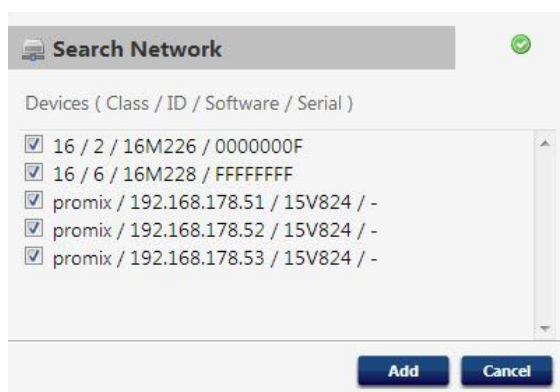 Search Network
Devices ( Class / ID / Software / Serial )
16 / 2 / 16M226 / 0000000F
16 / 6 / 16M228 / FFFFFFFF
promix / 192.168.178.51 / 15V824 / -
promix / 192.168.178.52 / 15V824 / -
promix / 192.168.178.53 / 15V824 / -
Add Cancel